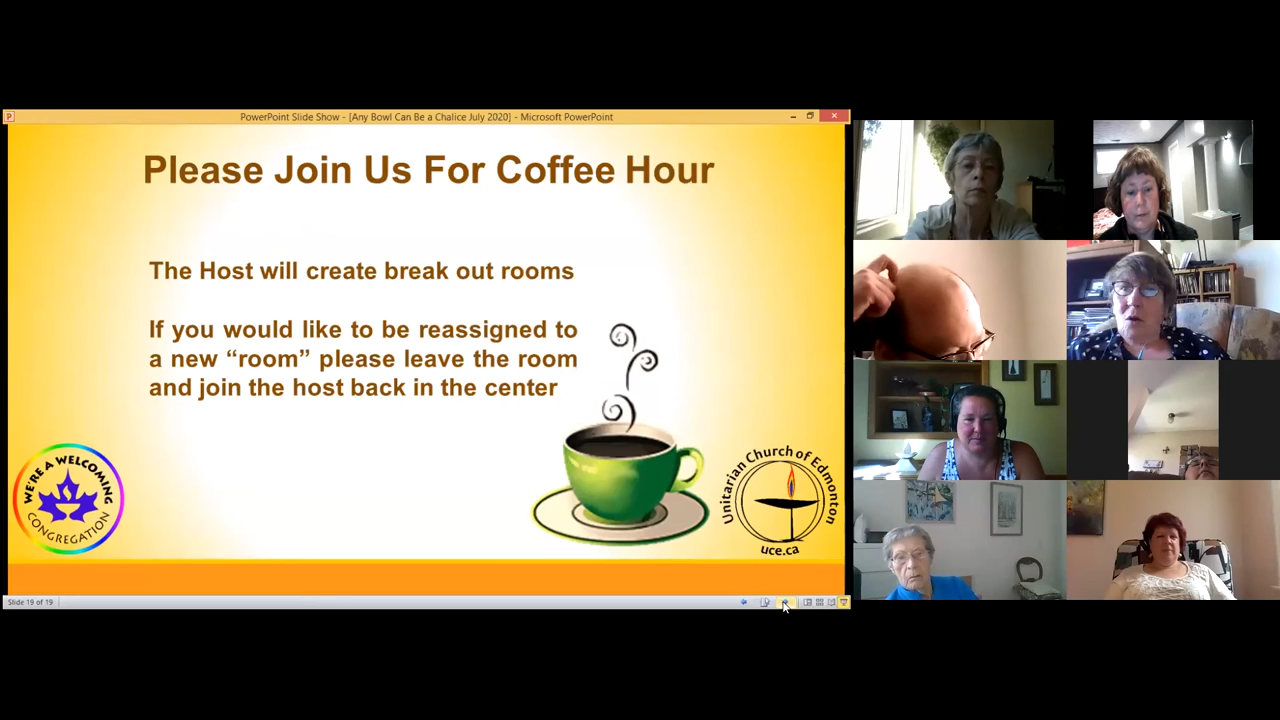 PowerPoint Slide Show - [Any Bowl Can Be a Chalice July 2020] - Microsoft PowerPoint
Please Join Us For Coffee Hour
The Host will create break out rooms
If you would like to be reassigned to
a new “room” please leave the room
and join the host back in the center
WE'RE A WELCOMING
CONGREGATION
Unitarian Church of Edmonton
uce.ca
Slide 19 of 19